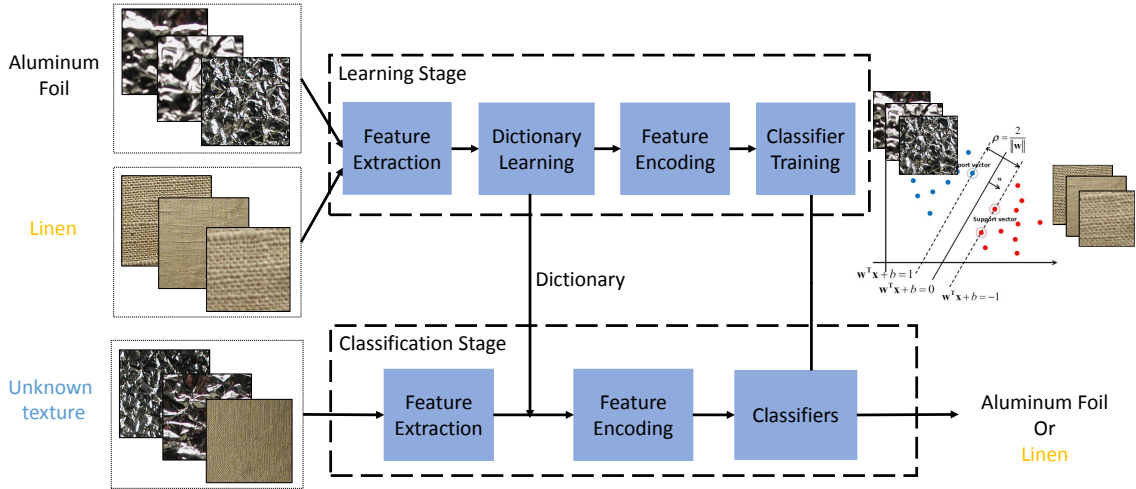 Aluminum
Foil
Linen
Unknown
texture
Learning Stage
Feature
Extraction
Dictionary
Learning
Feature
Encoding
Classifier
Training
Dictionary
Classification Stage
Feature
Extraction
Feature
Encoding
Classifiers
Aluminum Foil
Or
Linen
ρ = 2 / ‖w‖
vector
w
Support vector
wᵀx + b = 1
wᵀx + b = 0
wᵀx + b = −1